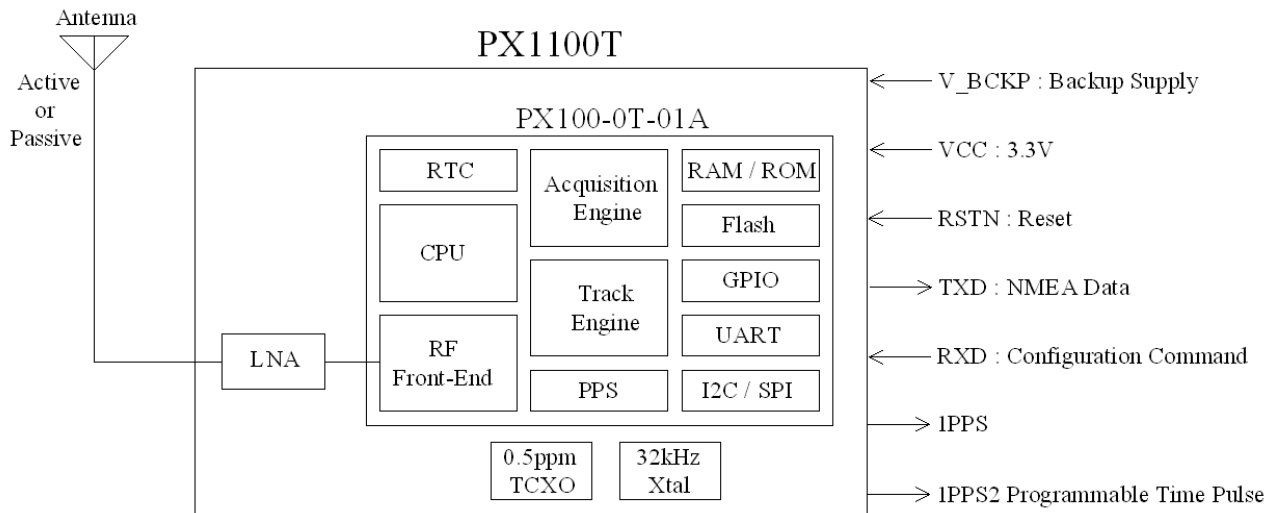 Antenna
Active
or
Passive
PX1100T
PX100-0T-01A
RTC
CPU
RF
Front-End
Acquisition
Engine
Track
Engine
PPS
RAM / ROM
Flash
GPIO
UART
I2C / SPI
LNA
0.5ppm
TCXO
32kHz
Xtal
V_BCKP : Backup Supply
VCC : 3.3V
RSTN : Reset
TXD : NMEA Data
RXD : Configuration Command
1PPS
1PPS2 Programmable Time Pulse